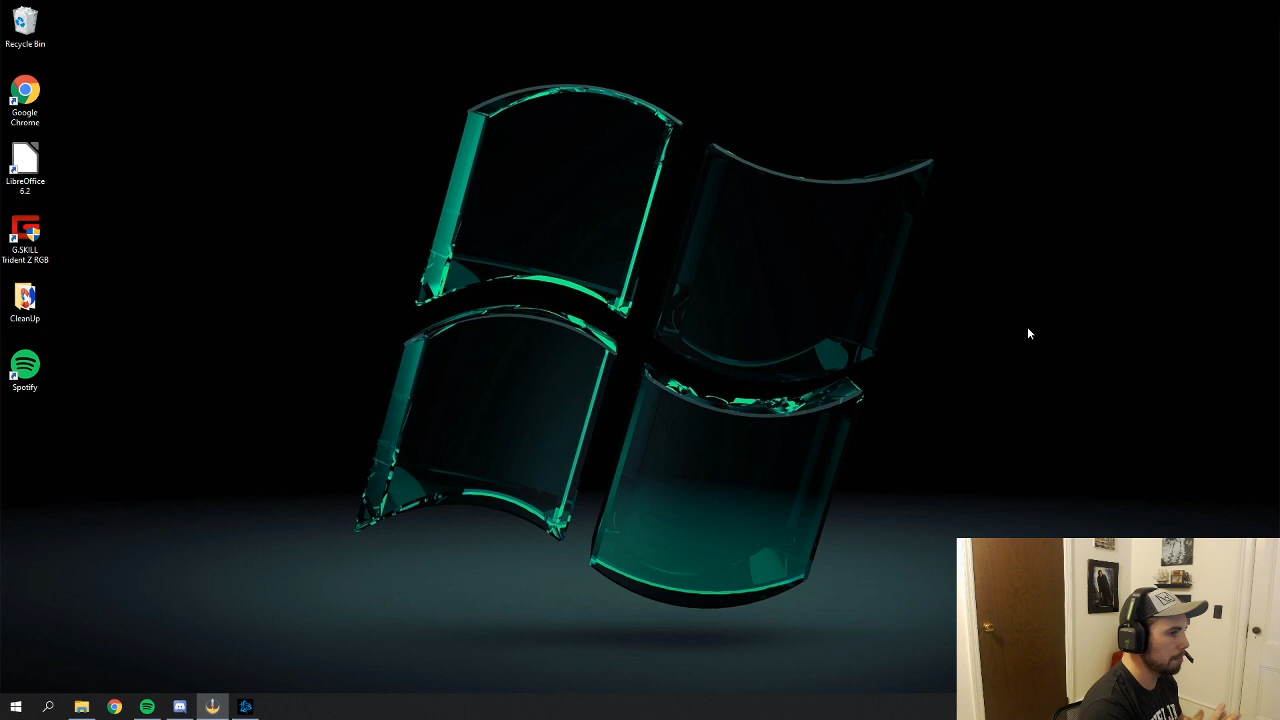 Recycle Bin
Google
Chrome
LibreOffice
6.2
G.SKILL
Trident Z RGB
CleanUp
Spotify